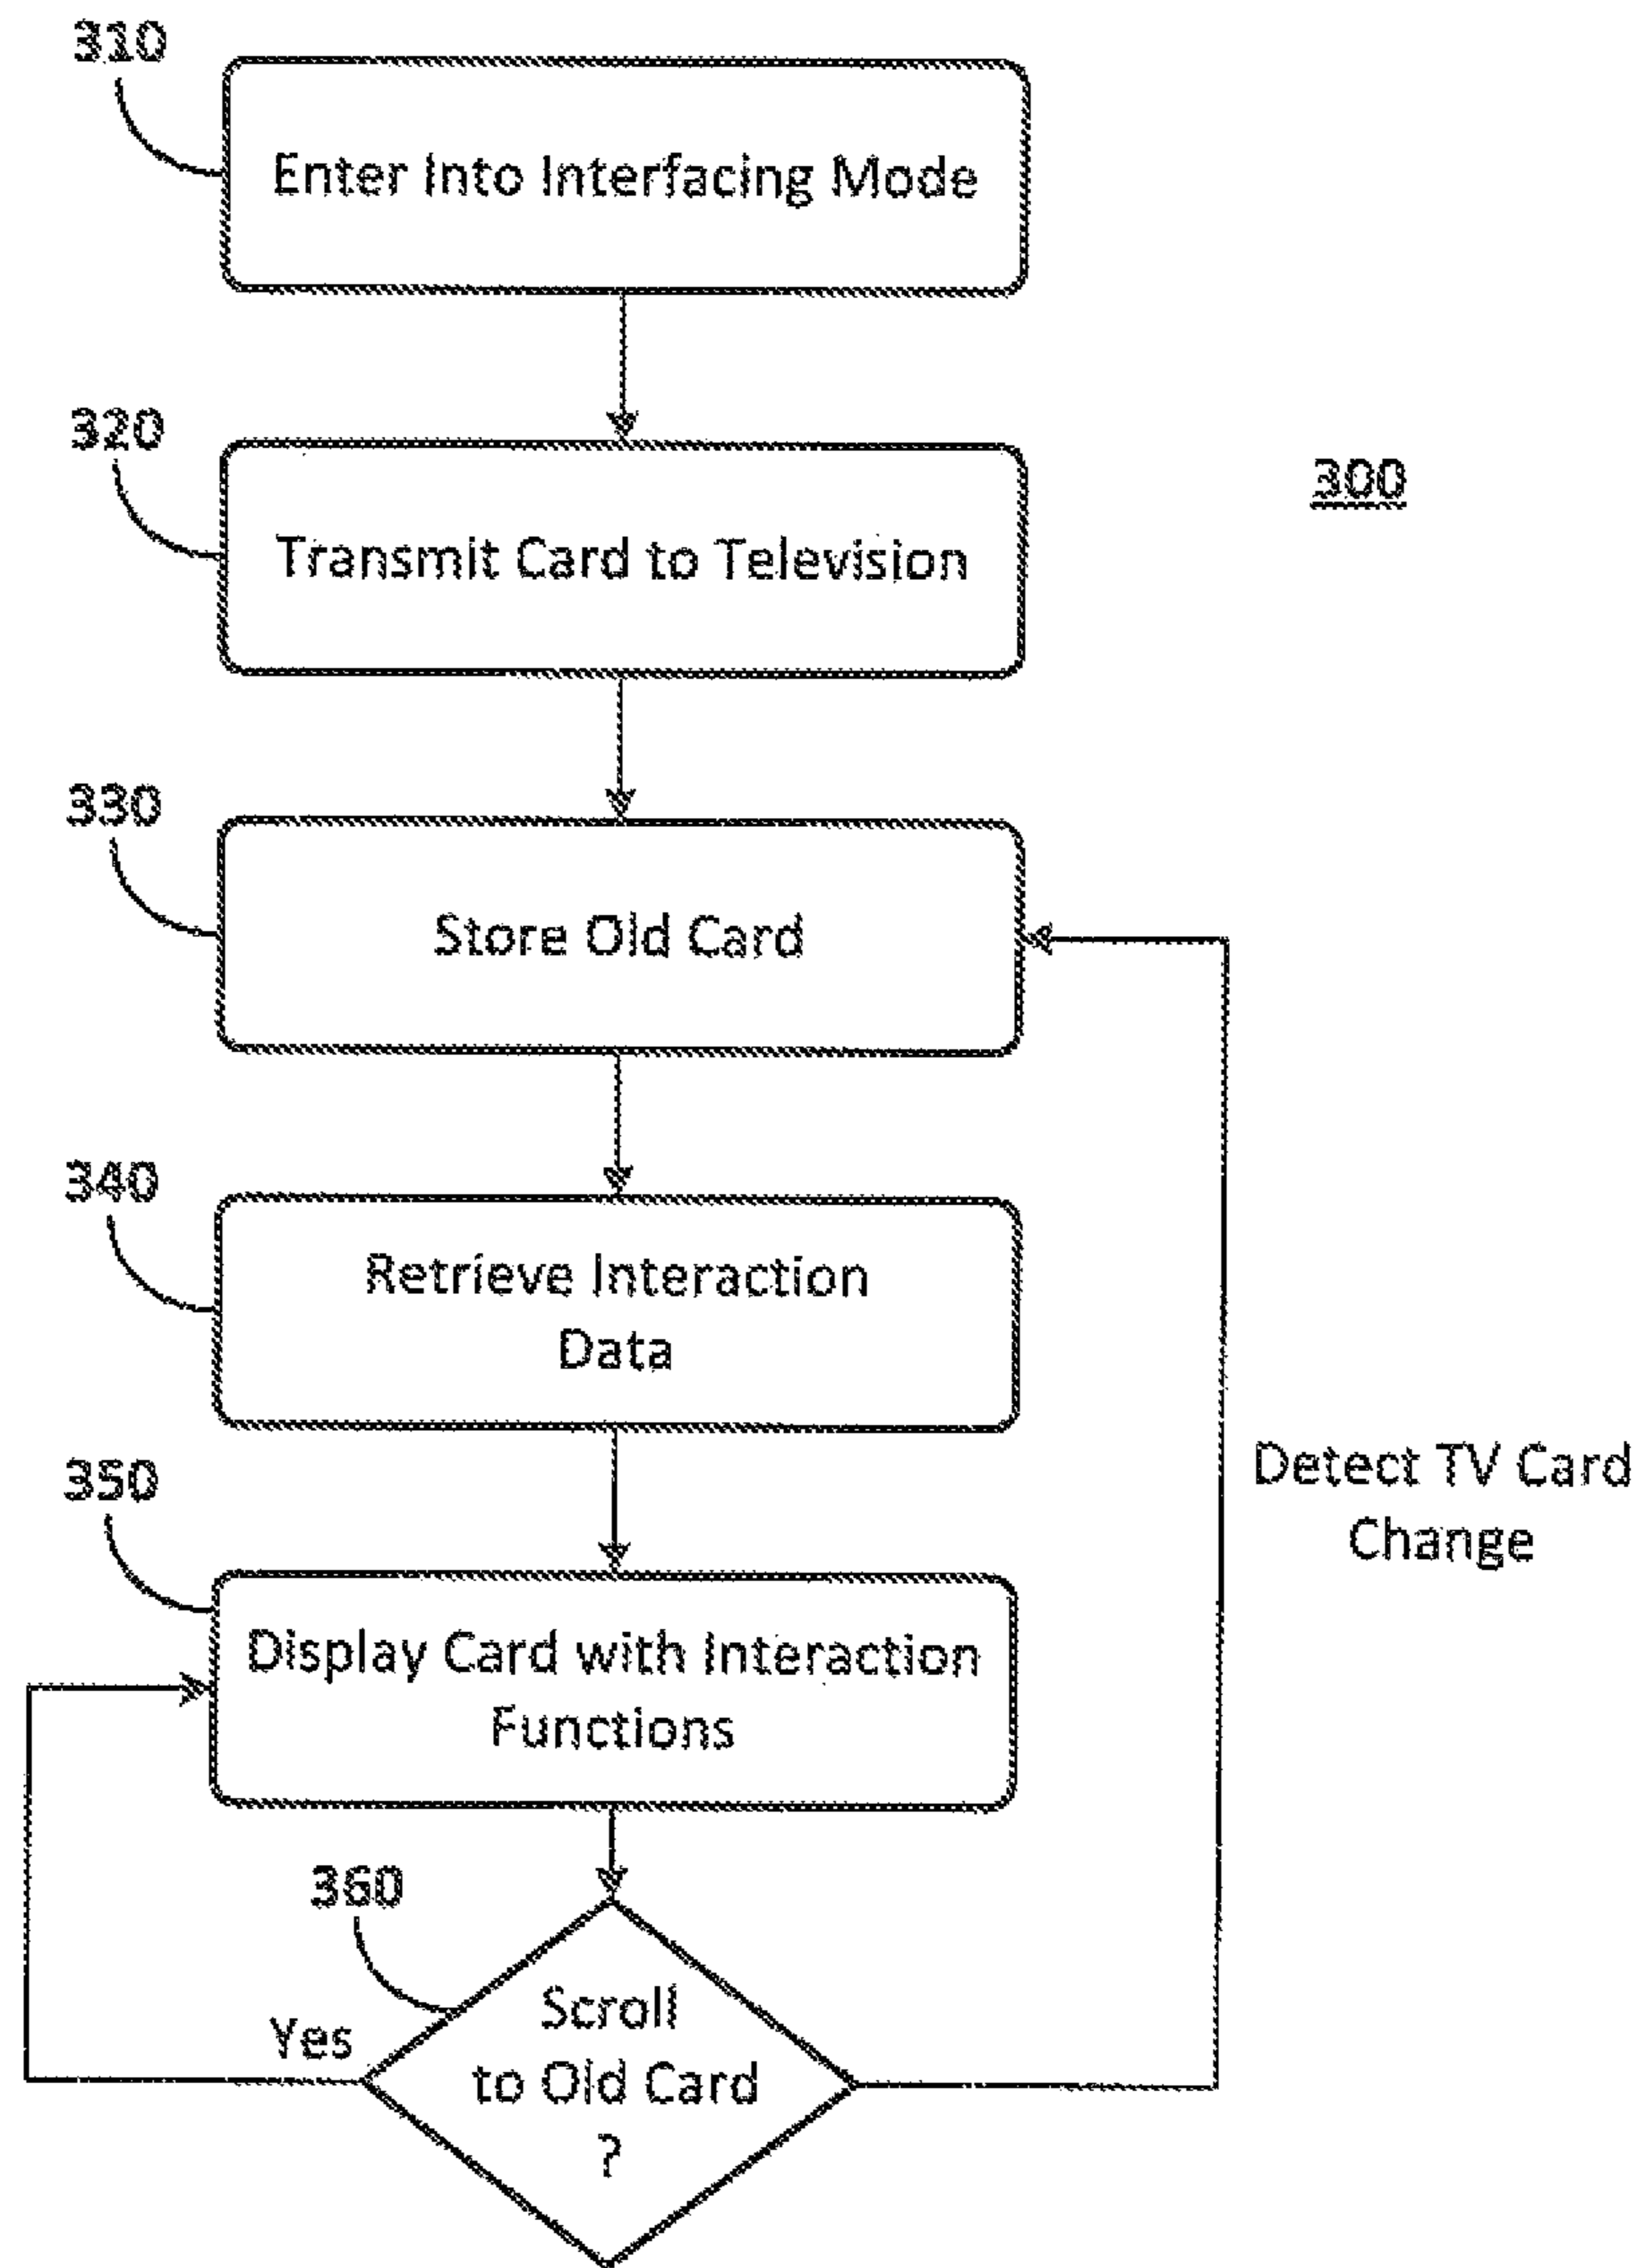 310
Enter Into Interfacing Mode
320
300
Transmit Card to Television
330
Store Old Card
340
Retrieve Interaction
Data
Detect TV Card
Change
350
Display Card with Interaction
Functions
360
Yes
Scroll
to Old Card
?